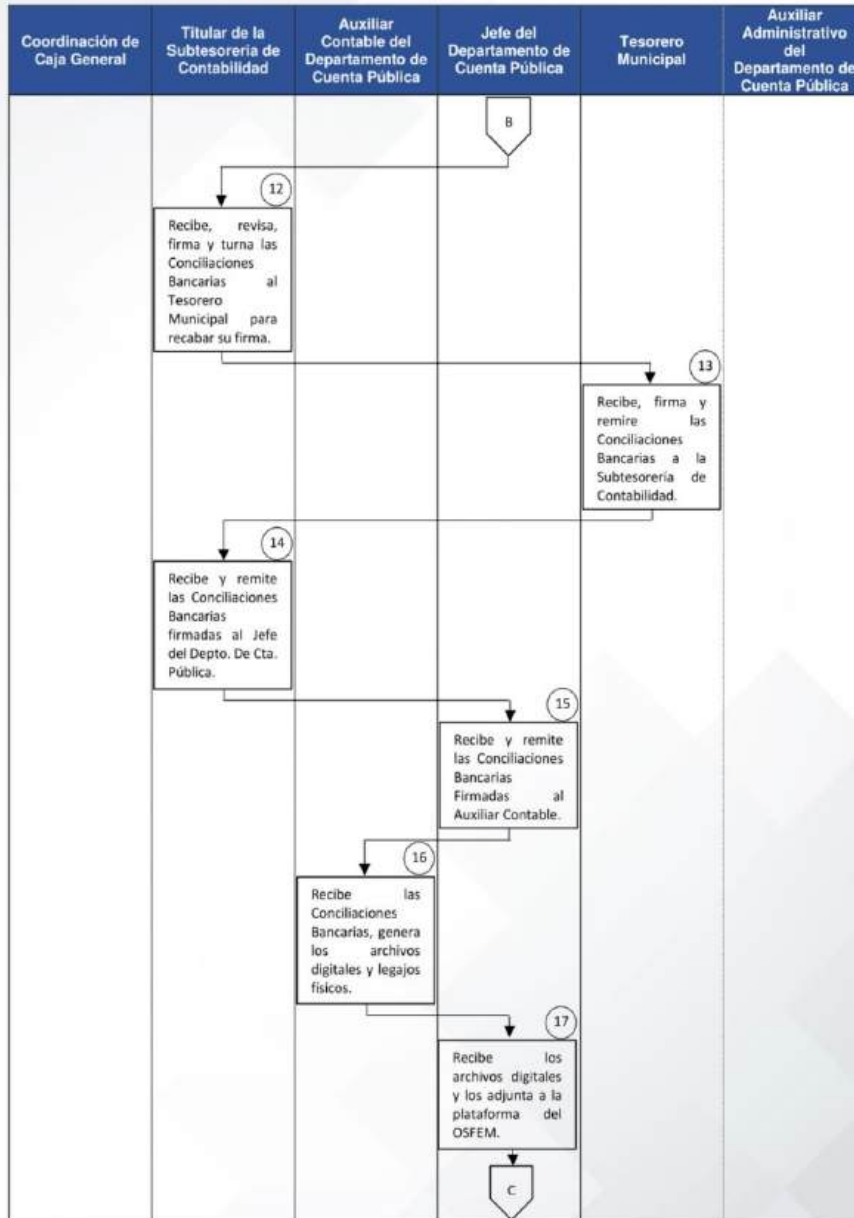 Coordinación de
Caja General
Titular de la
Subtesorería de
Contabilidad
Auxiliar
Contable del
Departamento de
Cuenta Pública
Jefe del
Departamento de
Cuenta Pública
Tesorero
Municipal
Auxiliar
Administrativo
del
Departamento de
Cuenta Pública
B
12
Recibe, revisa,
firma y turna las
Conciliaciones
Bancarias al
Tesorero
Municipal para
recabar su firma.
13
Recibe, firma y
remire las
Conciliaciones
Bancarias a la
Subtesorería de
Contabilidad.
14
Recibe y remite
las Conciliaciones
Bancarias
firmadas al Jefe
del Depto. De Cta.
Pública.
15
Recibe y remite
las Conciliaciones
Bancarias
Firmadas al
Auxiliar Contable.
16
Recibe las
Conciliaciones
Bancarias, genera
los archivos
digitales y legajos
físicos.
17
Recibe los
archivos digitales
y los adjunta a la
plataforma del
OSFEM.
C